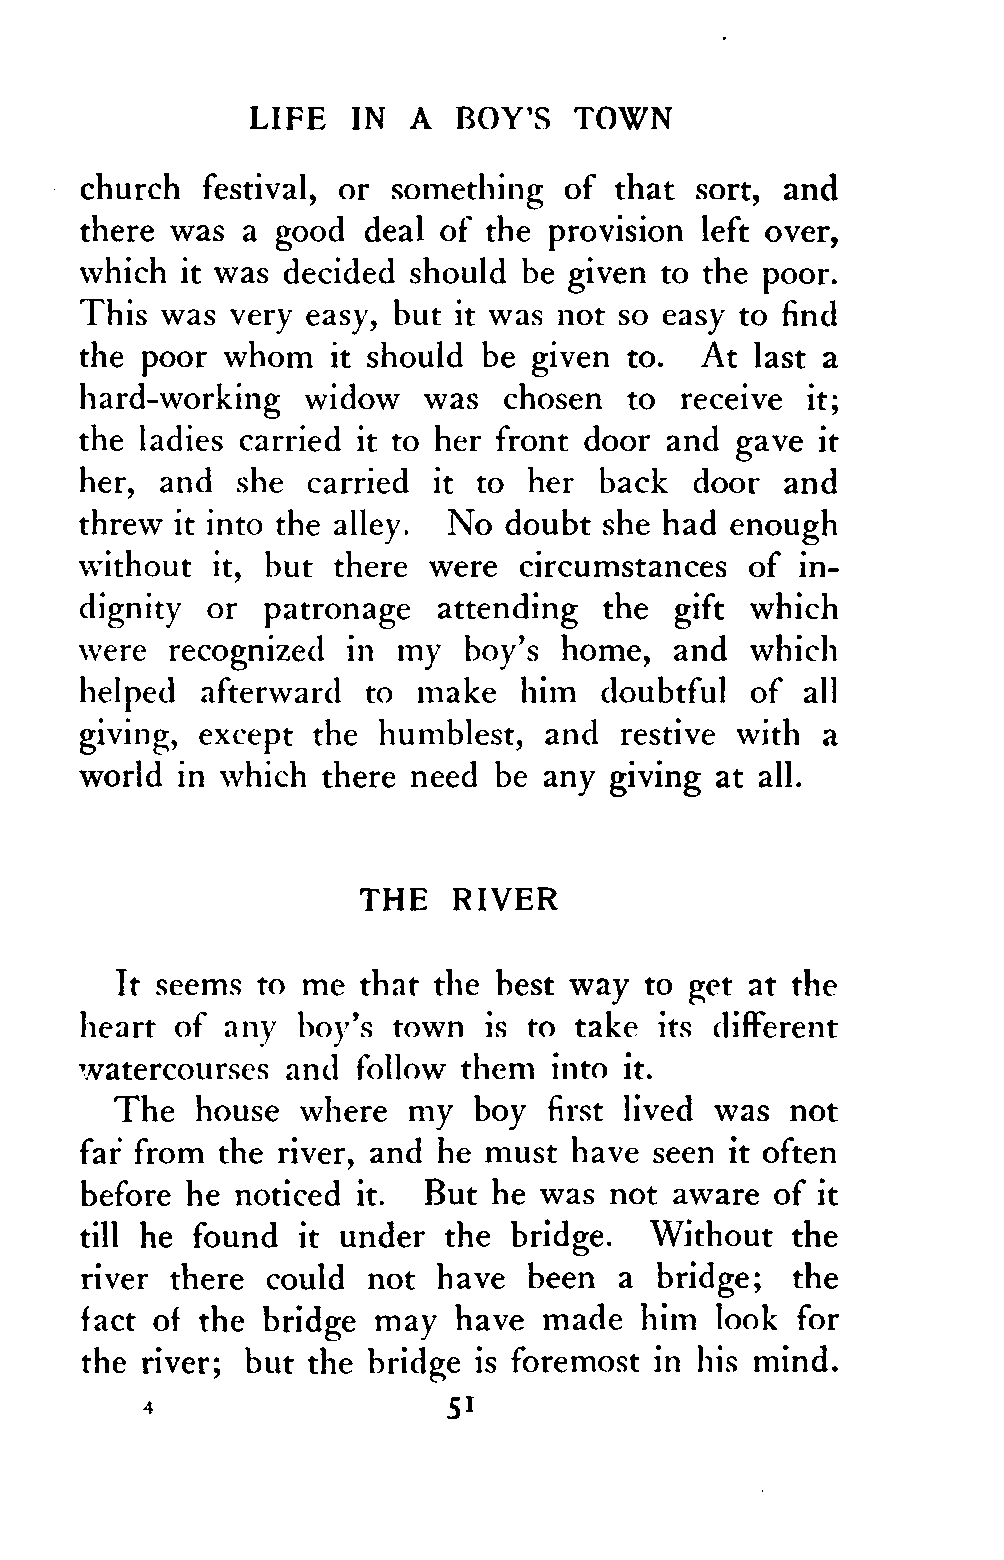 LIFE IN A BOY'S TOWN
church festival, or something of that sort, and
there was a good deal of the provision left over,
which it was decided should be given to the poor.
This was very easy, but it was not so easy to find
the poor whom it should be given to. At last a
hard-working widow was chosen to receive it;
the ladies carried it to her front door and gave it
her, and she carried it to her back door and
threw it into the alley. No doubt she had enough
without it, but there were circumstances of in-
dignity or patronage attending the gift which
were recognized in my boy's home, and which
helped afterward to make him doubtful of all
giving, except the humblest, and restive with a
world in which there need be any giving at all.
THE RIVER
It seems to me that the best way to get at the
heart of any boy's town is to take its different
watercourses and follow them into it.
The house where my boy first lived was not
far from the river, and he must have seen it often
before he noticed it. But he was not aware of it
till he found it under the bridge. Without the
river there could not have been a bridge; the
fact of the bridge may have made him look for
the river; but the bridge is foremost in his mind.
4 51